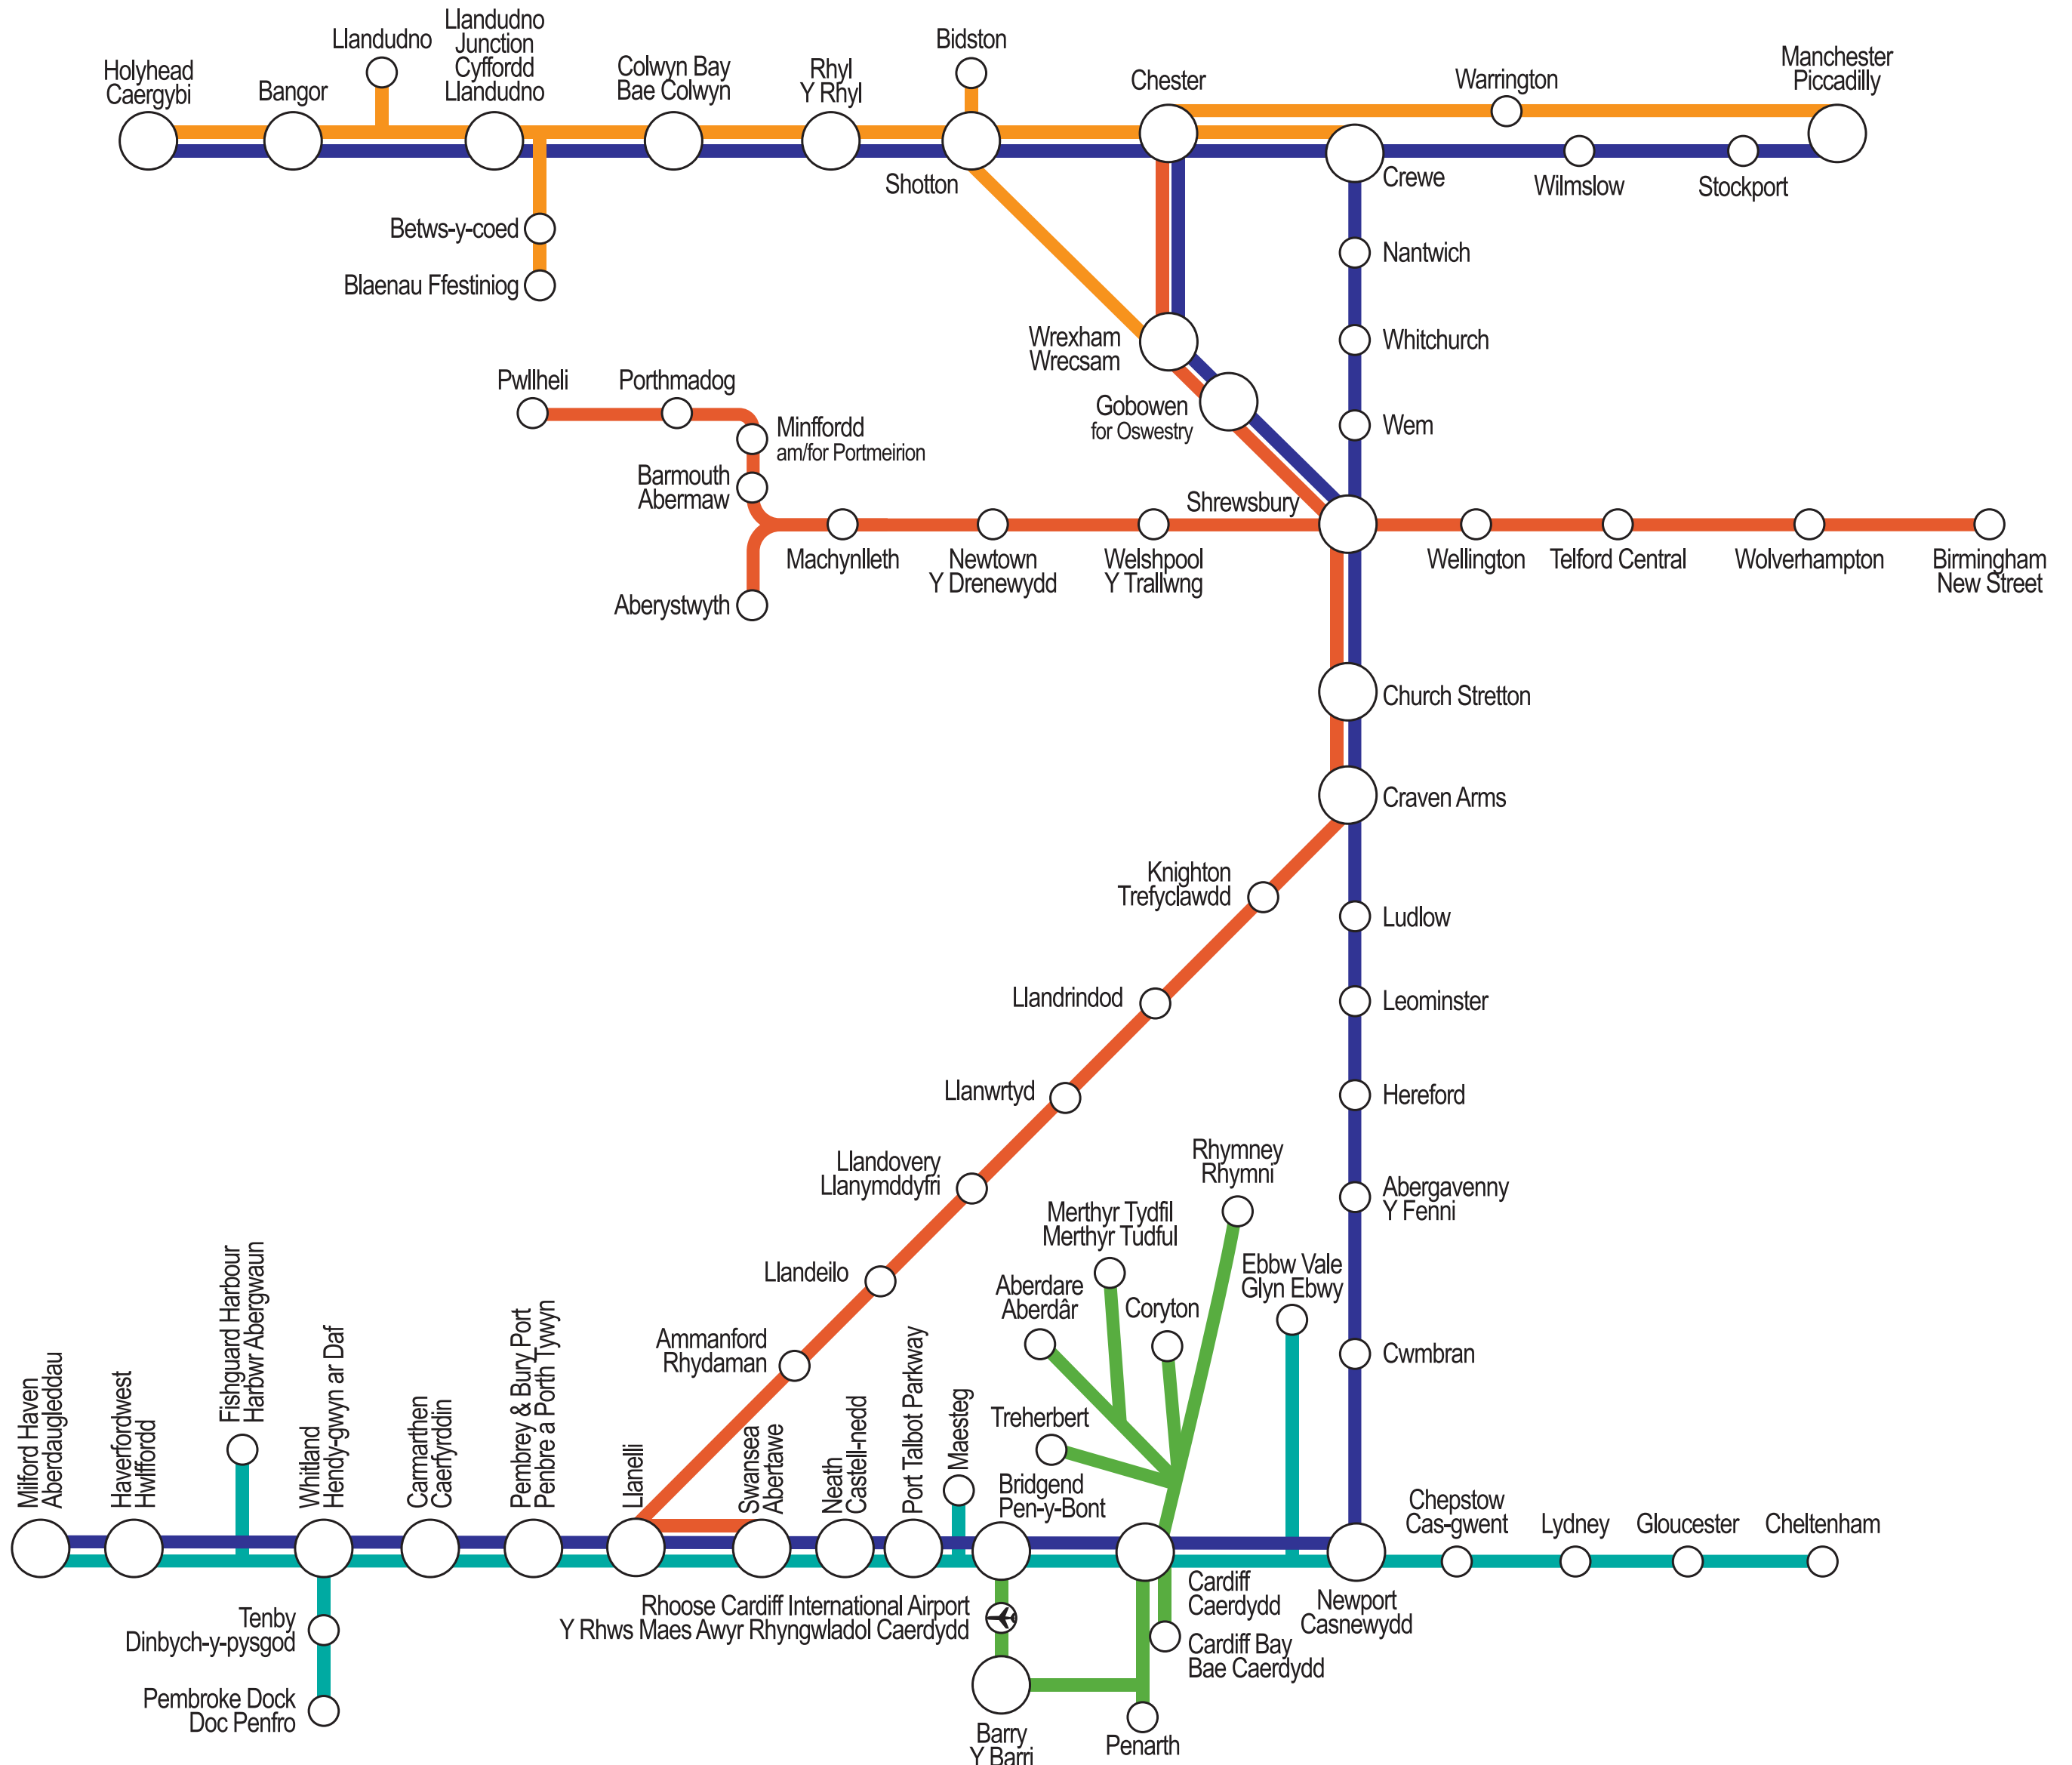 Holyhead
Caergybi
Bangor
Llandudno
Llandudno
Junction
Cyffordd
Llandudno
Colwyn Bay
Bae Colwyn
Rhyl
Y Rhyl
Bidston
Shotton
Chester
Warrington
Manchester
Piccadilly
Crewe
Wilmslow
Stockport
Betws-y-coed
Blaenau Ffestiniog
Nantwich
Whitchurch
Wem
Wrexham
Wrecsam
Gobowen
for Oswestry
Pwllheli
Porthmadog
Minffordd
am/for Portmeirion
Barmouth
Abermaw
Aberystwyth
Machynlleth
Newtown
Y Drenewydd
Welshpool
Y Trallwng
Shrewsbury
Wellington
Telford Central
Wolverhampton
Birmingham
New Street
Church Stretton
Craven Arms
Knighton
Trefyclawdd
Ludlow
Llandrindod
Leominster
Llanwrtyd
Hereford
Llandovery
Llanymddyfri
Abergavenny
Y Fenni
Llandeilo
Ammanford
Rhydaman
Cwmbran
Rhymney
Rhymni
Merthyr Tydfil
Merthyr Tudful
Aberdare
Aberdâr
Coryton
Treherbert
Ebbw Vale
Glyn Ebwy
Milford Haven
Aberdaugleddau
Haverfordwest
Hwlffordd
Fishguard Harbour
Harbwr Abergwaun
Whitland
Hendy-gwyn ar Daf
Carmarthen
Caerfyrddin
Pembrey & Bury Port
Penbre a Porth Tywyn
Llanelli
Swansea
Abertawe
Neath
Castell-nedd
Port Talbot Parkway
Maesteg
Bridgend
Pen-y-Bont
Chepstow
Cas-gwent
Lydney
Gloucester
Cheltenham
Tenby
Dinbych-y-pysgod
Pembroke Dock
Doc Penfro
Rhoose Cardiff International Airport
Y Rhws Maes Awyr Rhyngwladol Caerdydd
Cardiff
Caerdydd
Cardiff Bay
Bae Caerdydd
Newport
Casnewydd
Barry
Y Barri
Penarth